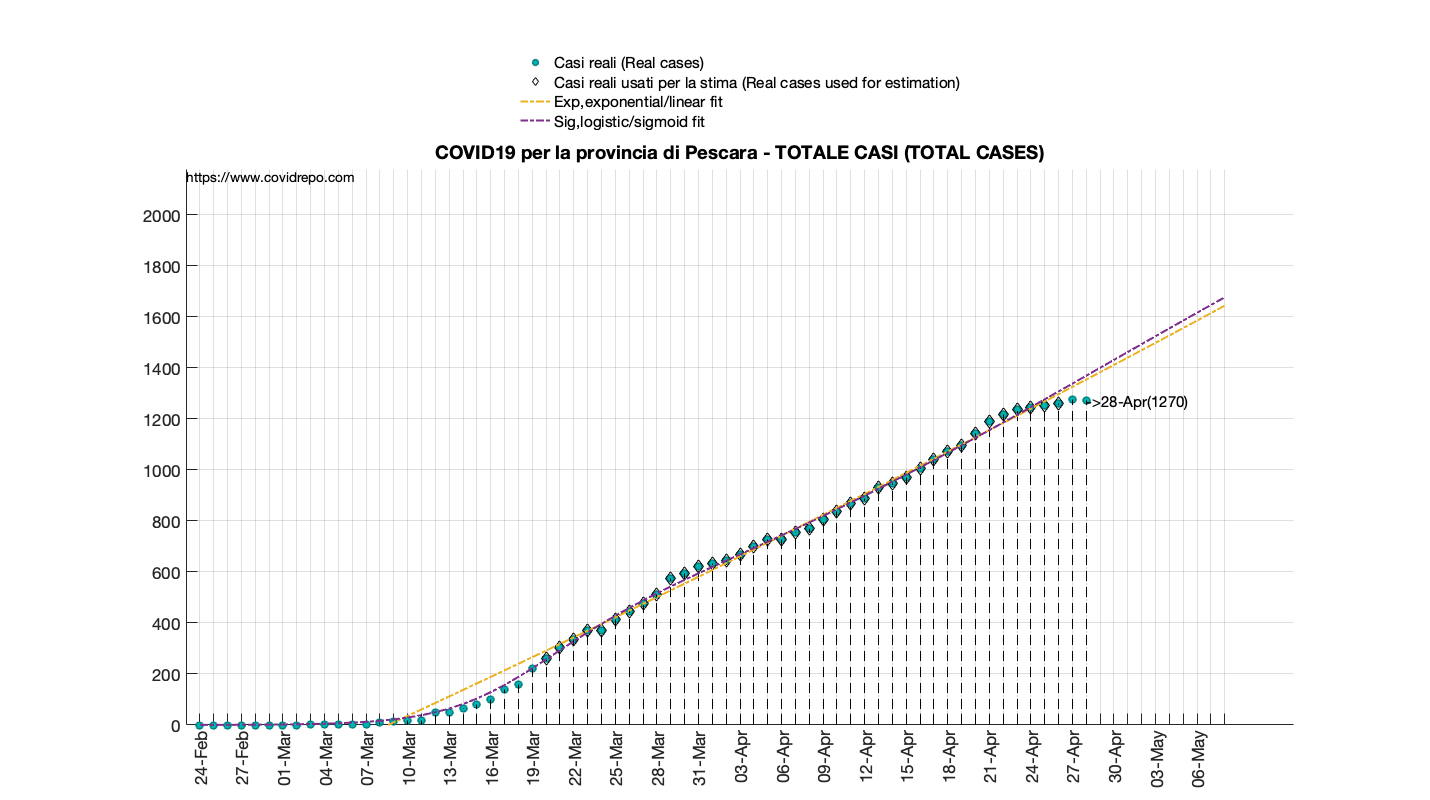 Casi reali (Real cases)
Casi reali usati per la stima (Real cases used for estimation)
Exp,exponential/linear fit
Sig,logistic/sigmoid fit
COVID19 per la provincia di Pescara - TOTALE CASI (TOTAL CASES)
https://www.covidrepo.com
2000
1800
1600
1400
1200
1000
800
600
400
200
0
->28-Apr(1270)
24-Feb
27-Feb
01-Mar
04-Mar
07-Mar
10-Mar
13-Mar
16-Mar
19-Mar
22-Mar
25-Mar
28-Mar
31-Mar
03-Apr
06-Apr
09-Apr
12-Apr
15-Apr
18-Apr
21-Apr
24-Apr
27-Apr
30-Apr
03-May
06-May